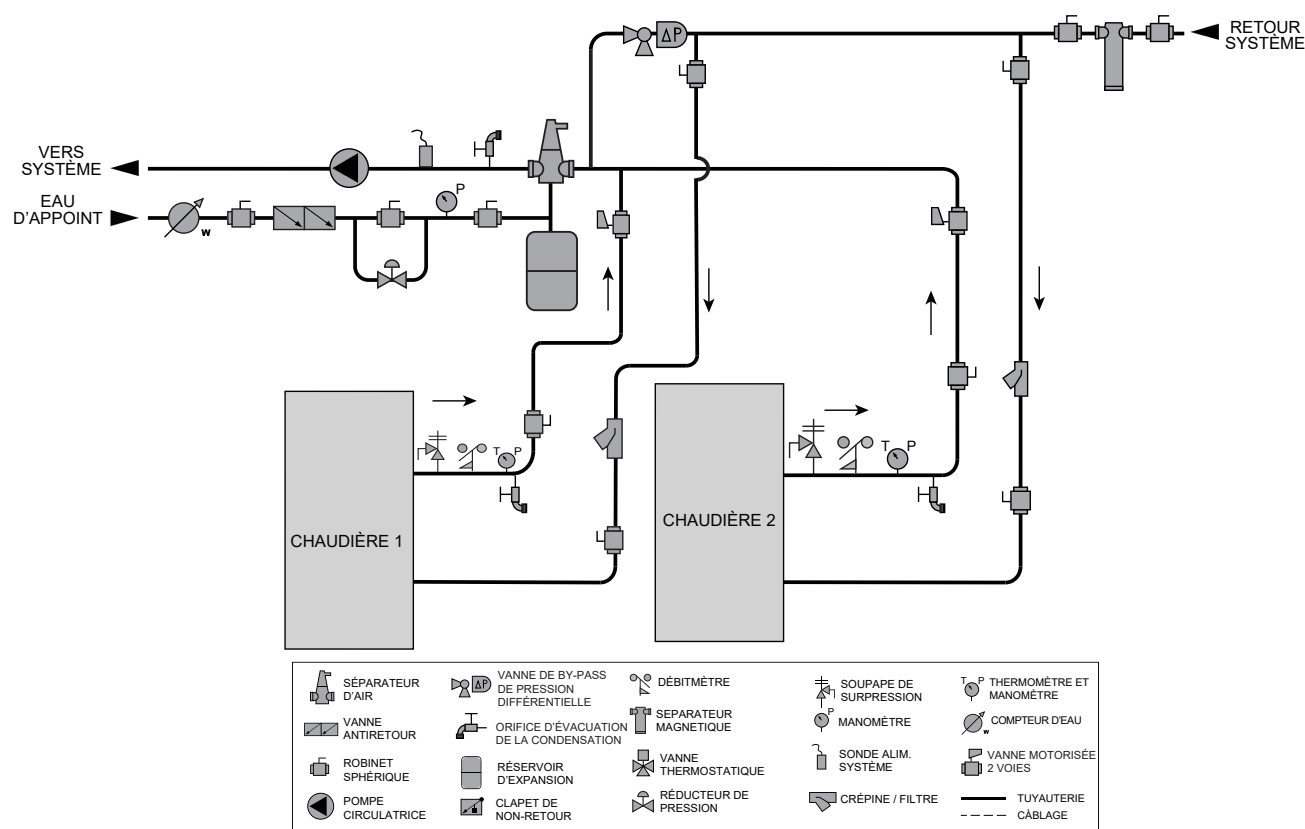 ΔP
RETOUR
SYSTÈME
VERS
SYSTÈME
EAU
D'APPOINT
P
w
CHAUDIÈRE 1
T P
CHAUDIÈRE 2
T P
SÉPARATEUR
D'AIR
VANNE
ANTIRETOUR
ROBINET
SPHÉRIQUE
POMPE
CIRCULATRICE
ΔP
VANNE DE BY-PASS
DE PRESSION
DIFFÉRENTIELLE
ORIFICE D'ÉVACUATION
DE LA CONDENSATION
RÉSERVOIR
D'EXPANSION
CLAPET DE
NON-RETOUR
DÉBITMÈTRE
SEPARATEUR
MAGNETIQUE
VANNE
THERMOSTATIQUE
RÉDUCTEUR DE
PRESSION
SOUPAPE DE
SURPRESSION
P
MANOMÈTRE
SONDE ALIM.
SYSTÈME
CRÉPINE / FILTRE
T P
THERMOMÈTRE ET
MANOMÈTRE
w
COMPTEUR D'EAU
VANNE MOTORISÉE
2 VOIES
TUYAUTERIE
CÂBLAGE